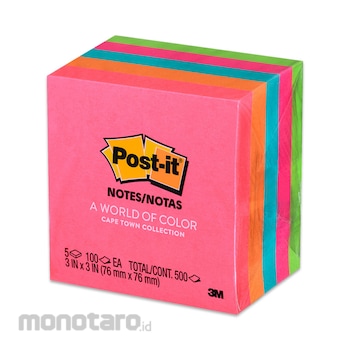 Post-it
NOTES/NOTAS
A WORLD OF COLOR
CAPE TOWN COLLECTION
5 100 EA TOTAL/CONT. 500
3 IN x 3 IN (76 mm x 76 mm)
3M
monotaro.id